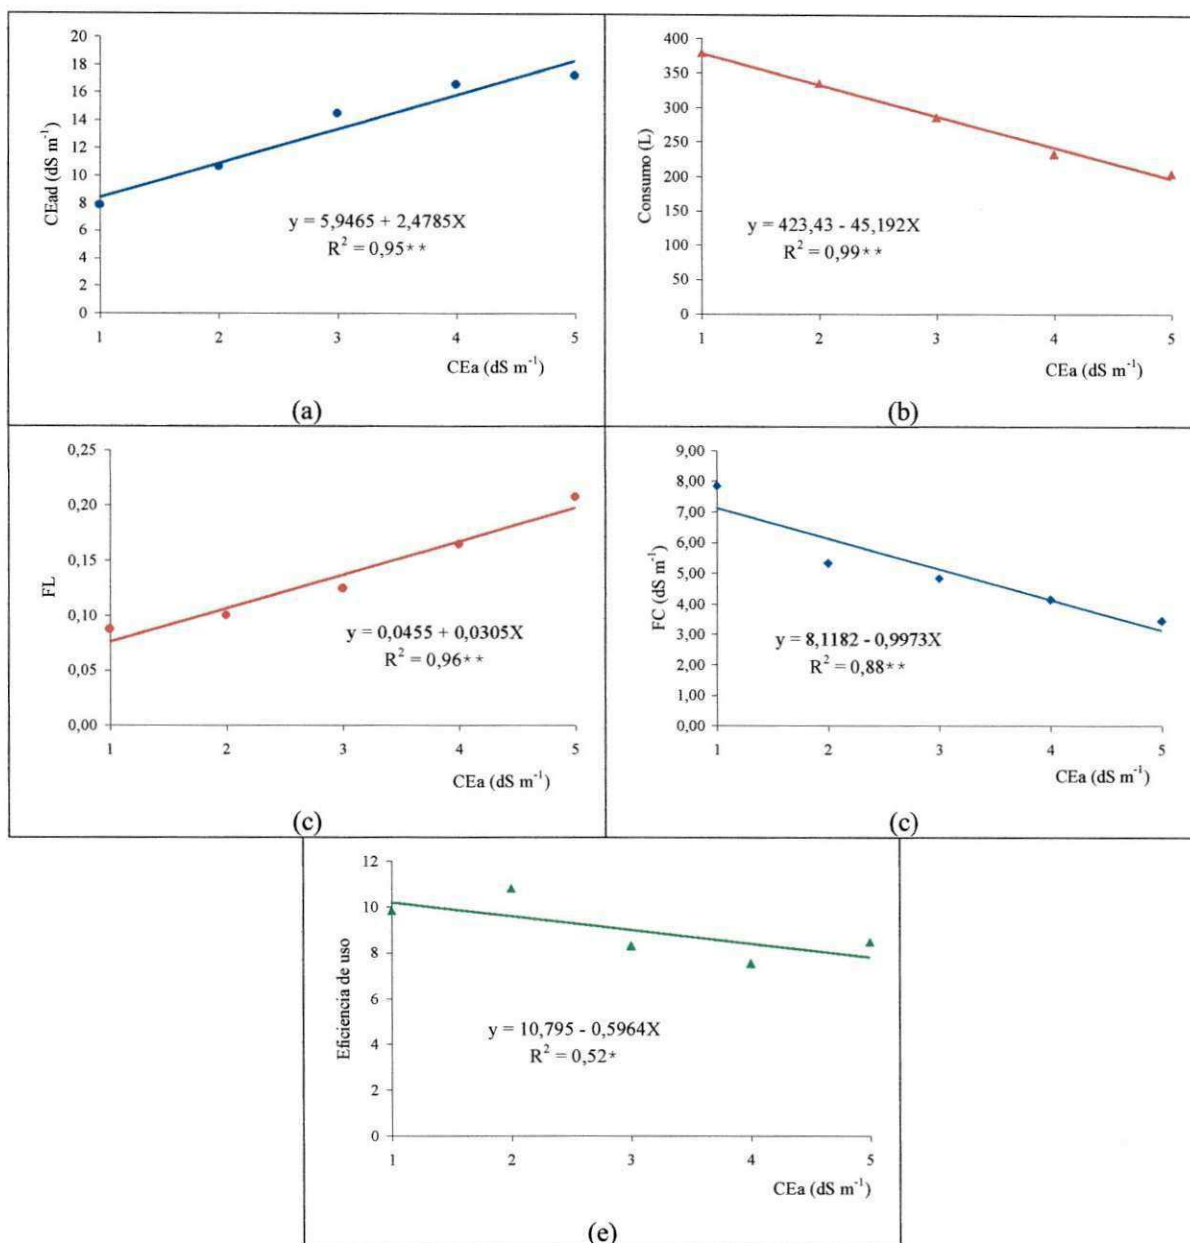 20
18
16
14
12
10
8
6
4
2
0
CEad (dS m⁻¹)
y = 5,9465 + 2,4785X
R² = 0,95**
1 2 3 4 5
CEa (dS m⁻¹)
(a)
400
350
300
250
200
150
100
50
0
Consumo (L)
y = 423,43 - 45,192X
R² = 0,99**
1 2 3 4 5
CEa (dS m⁻¹)
(b)
0,25
0,20
0,15
0,10
0,05
0,00
FL
y = 0,0455 + 0,0305X
R² = 0,96**
1 2 3 4 5
CEa (dS m⁻¹)
(c)
9,00
8,00
7,00
6,00
5,00
4,00
3,00
2,00
1,00
0,00
FC (dS m⁻¹)
y = 8,1182 - 0,9973X
R² = 0,88**
1 2 3 4 5
CEa (dS m⁻¹)
(c)
12
10
8
6
4
2
0
Eficiencia de uso
y = 10,795 - 0,5964X
R² = 0,52*
1 2 3 4 5
CEa (dS m⁻¹)
(e)